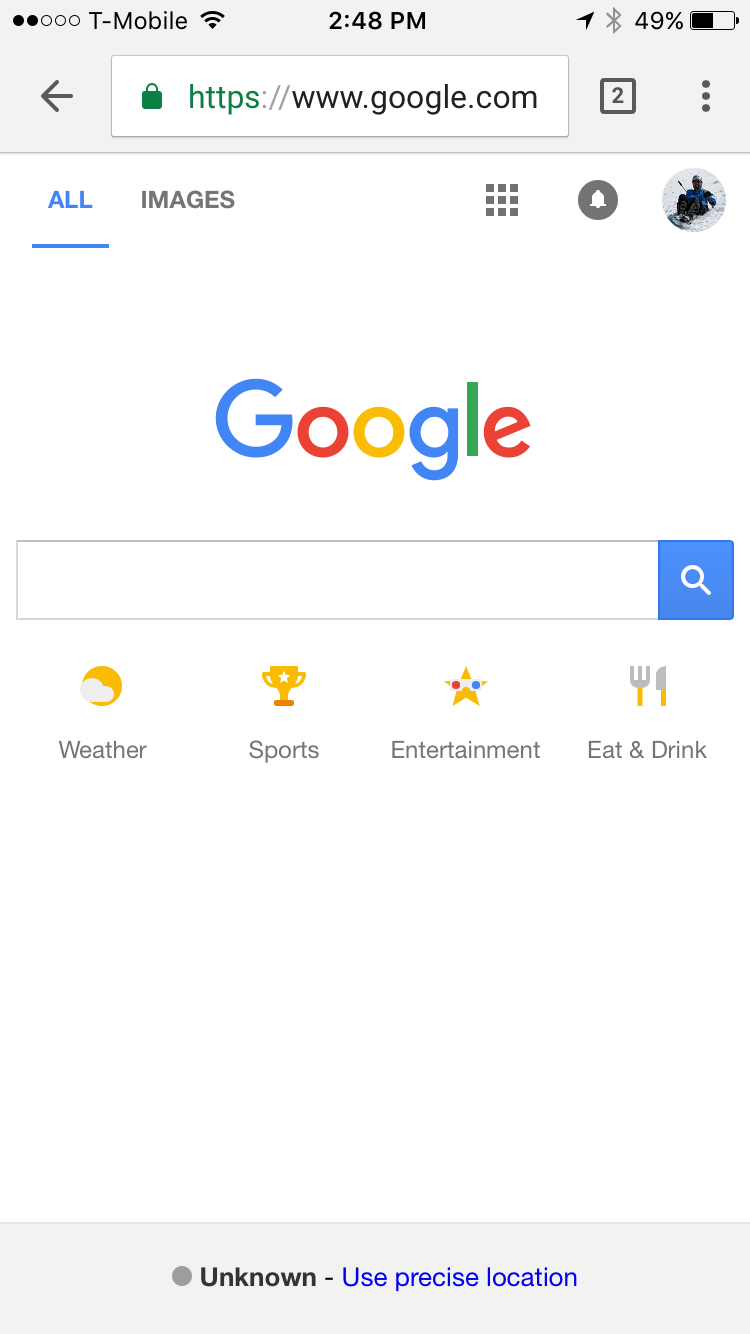 T-Mobile 2:48 PM 49%
https://www.google.com 2
ALL IMAGES
Google
Weather Sports Entertainment Eat & Drink
Unknown - Use precise location